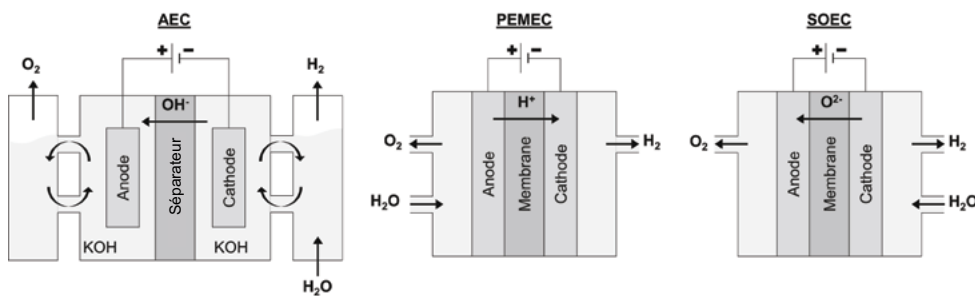 AEC
+ −
O₂
H₂
OH⁻
Anode
Séparateur
Cathode
KOH
KOH
H₂O
PEMEC
+ −
H⁺
O₂
H₂
H₂O
Anode
Membrane
Cathode
SOEC
+ −
O²⁻
O₂
H₂
H₂O
Anode
Membrane
Cathode